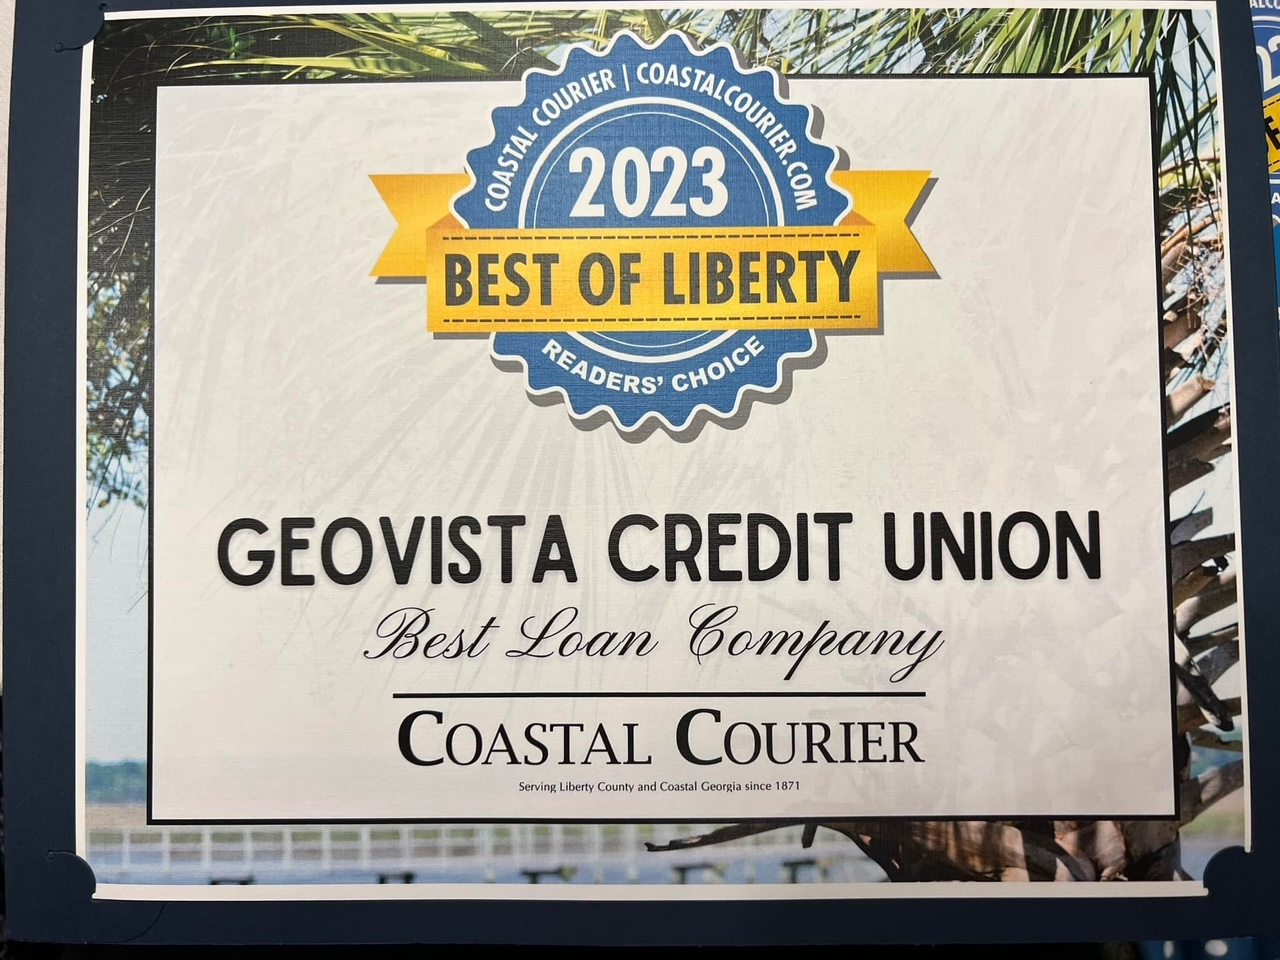 COASTAL COURIER | COASTALCOURIER.COM
2023
BEST OF LIBERTY
READERS' CHOICE
GEOVISTA CREDIT UNION
Best Loan Company
COASTAL COURIER
Serving Liberty County and Coastal Georgia since 1871